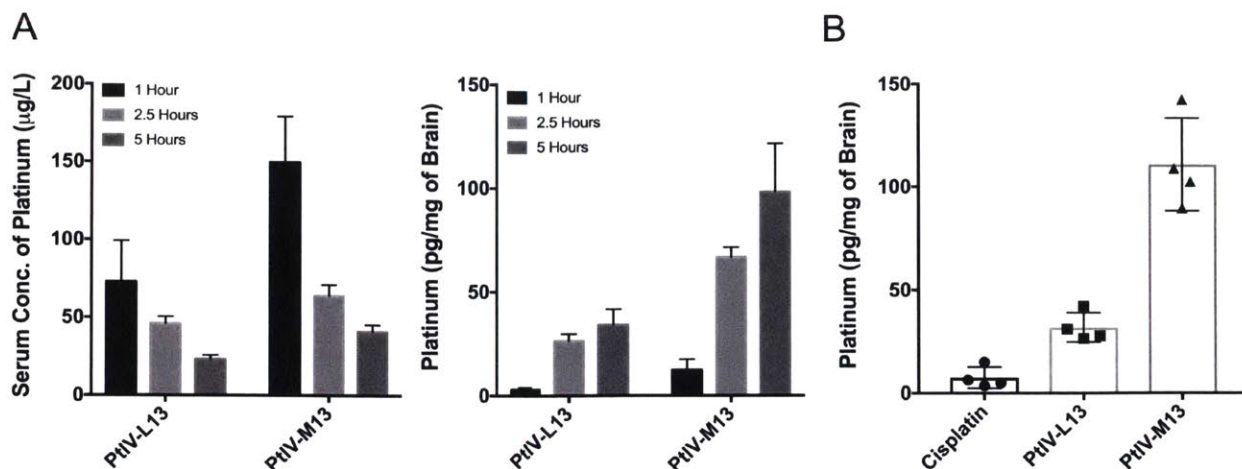 A
B
Serum Conc. of Platinum (µg/L)
200
150
100
50
0
1 Hour
2.5 Hours
5 Hours
PtIV-L13
PtIV-M13
Platinum (pg/mg of Brain)
150
100
50
0
1 Hour
2.5 Hours
5 Hours
PtIV-L13
PtIV-M13
Platinum (pg/mg of Brain)
150
100
50
0
Cisplatin
PtIV-L13
PtIV-M13